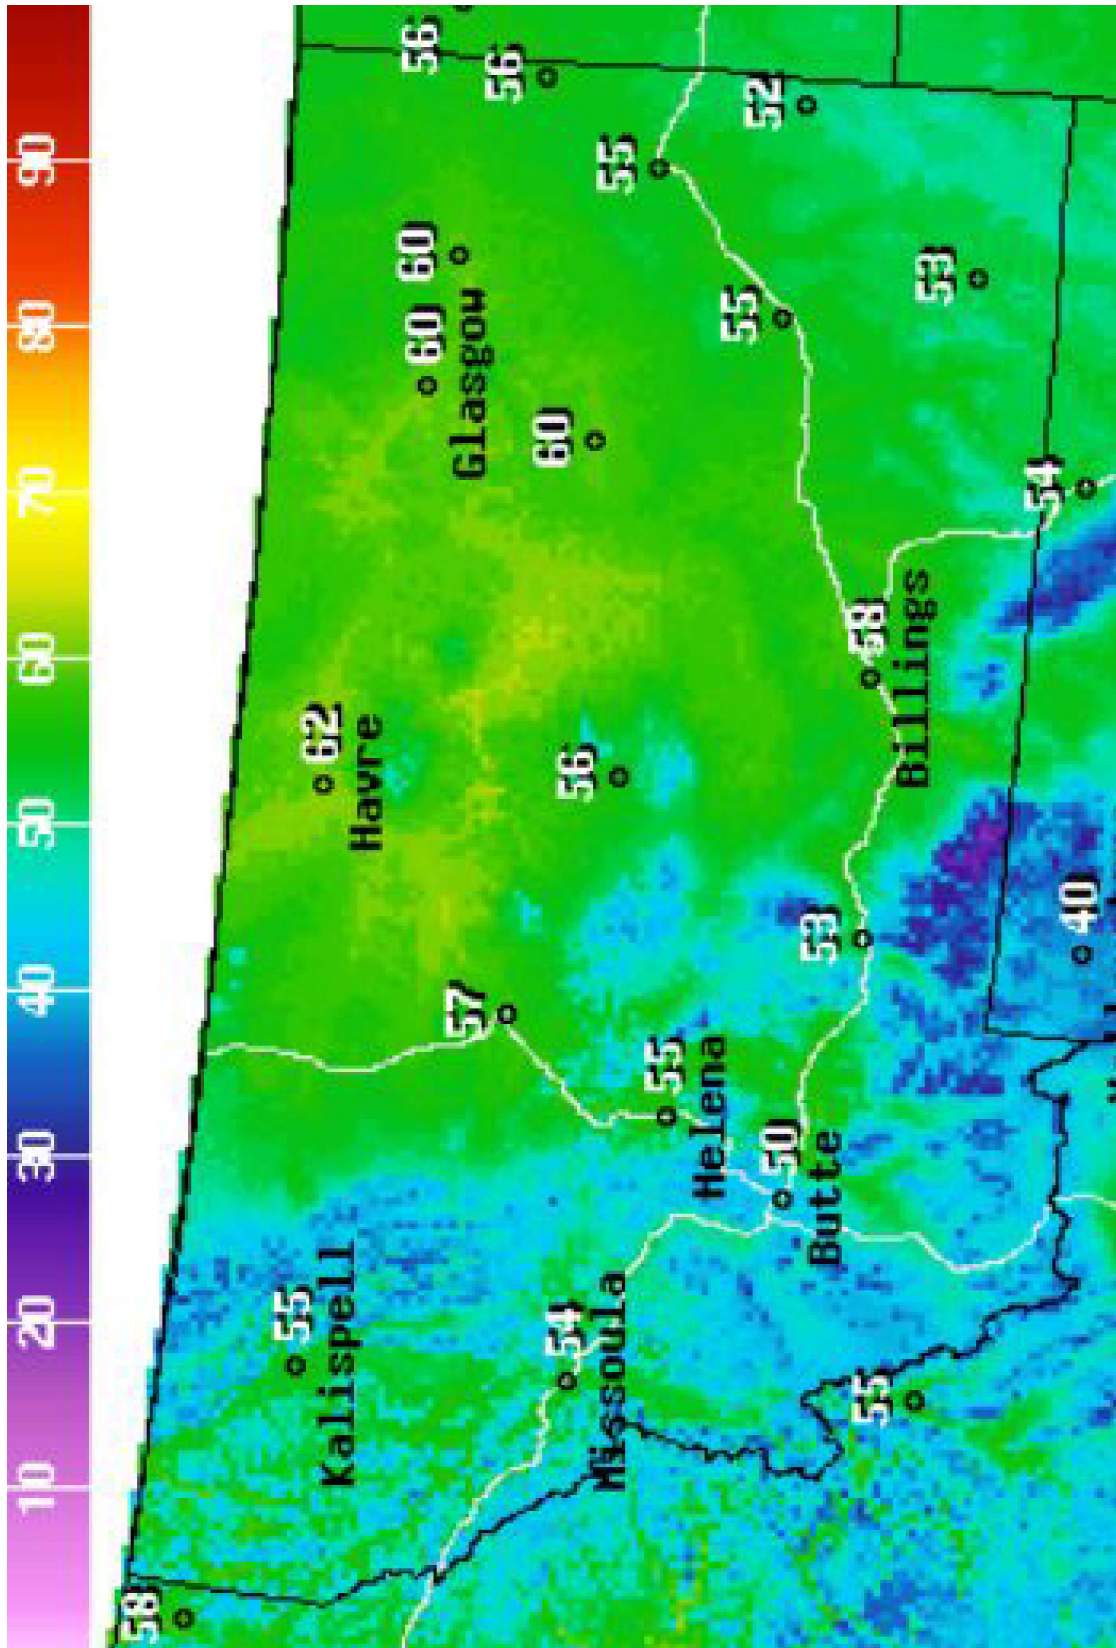 10 20 30 40 50 60 70 80 90
58
55 62
Kalispell Havre
60 60 56
57 Glasgow 56
54 56 60
Missoula 55
55
Helena 55 52
50 53
Butte 58
55 Billings 53
40 54